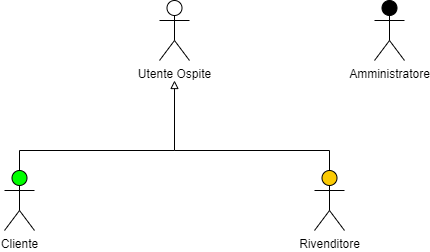 Utente Ospite
Amministratore
Cliente
Rivenditore